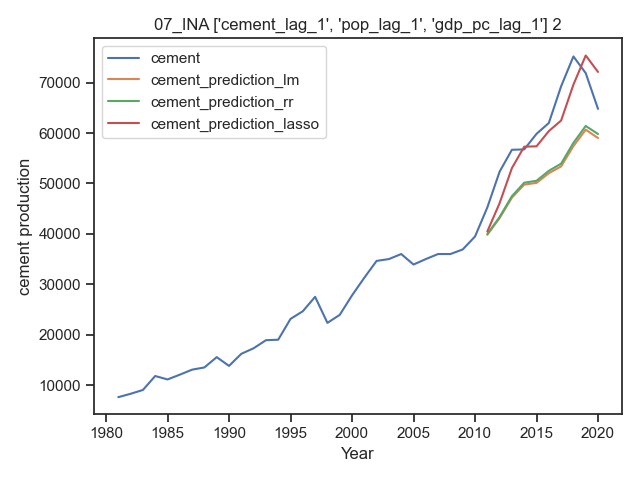 07_INA ['cement_lag_1', 'pop_lag_1', 'gdp_pc_lag_1'] 2
cement
cement_prediction_lm
cement_prediction_rr
cement_prediction_lasso
cement production
70000
60000
50000
40000
30000
20000
10000
1980 1985 1990 1995 2000 2005 2010 2015 2020
Year